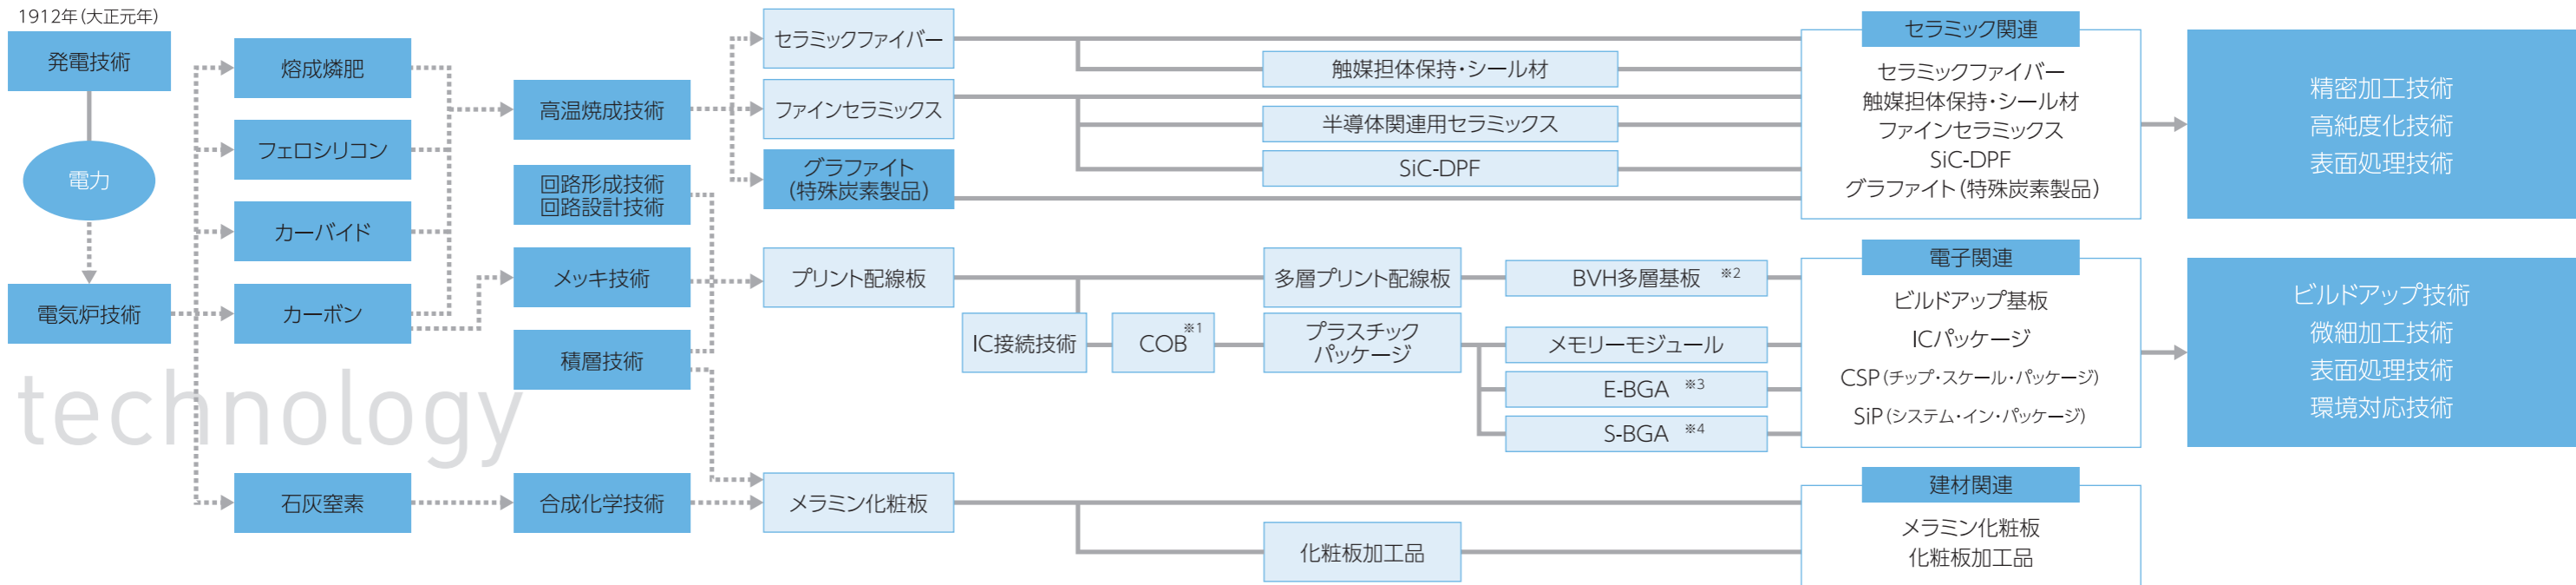 1912年(大正元年)
発電技術
電力
電気炉技術
熔成燐肥
フェロシリコン
カーバイド
カーボン
石灰窒素
高温焼成技術
回路形成技術
回路設計技術
メッキ技術
積層技術
合成化学技術
technology
セラミックファイバー
ファインセラミックス
グラファイト
(特殊炭素製品)
プリント配線板
メラミン化粧板
触媒担体保持・シール材
半導体関連用セラミックス
SiC-DPF
IC接続技術
COB※1
多層プリント配線板
プラスチック
パッケージ
BVH多層基板 ※2
メモリーモジュール
E-BGA ※3
S-BGA ※4
化粧板加工品
セラミック関連
セラミックファイバー
触媒担体保持・シール材
ファインセラミックス
SiC-DPF
グラファイト(特殊炭素製品)
電子関連
ビルドアップ基板
ICパッケージ
CSP(チップ・スケール・パッケージ)
SiP(システム・イン・パッケージ)
建材関連
メラミン化粧板
化粧板加工品
精密加工技術
高純度化技術
表面処理技術
ビルドアップ技術
微細加工技術
表面処理技術
環境対応技術